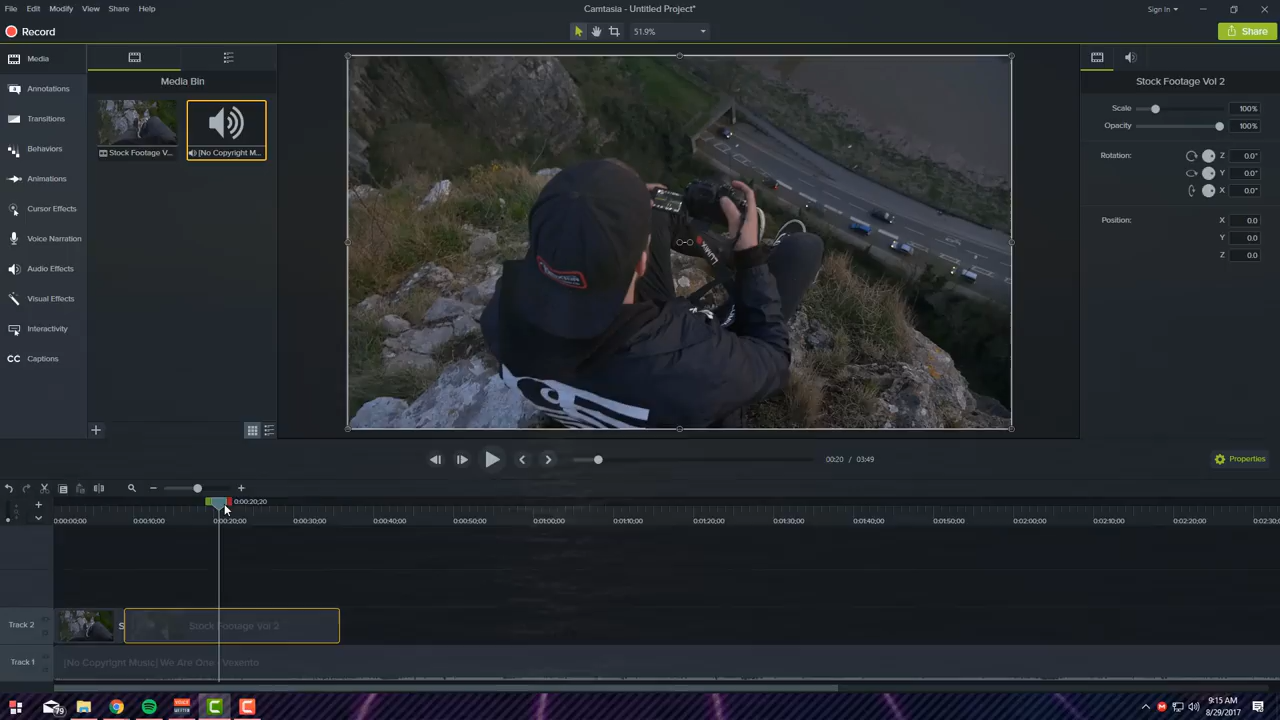 File Edit Modify View Share Help
Camtasia - Untitled Project*
Sign In
Record
51.9%
Share
Media
Annotations
Transitions
Behaviors
Animations
Cursor Effects
Voice Narration
Audio Effects
Visual Effects
Interactivity
CC Captions
Media Bin
Stock Footage V...
[No Copyright M...
Stock Footage Vol 2
Scale 100%
Opacity 100%
Rotation: Z 0.0°
Y 0.0°
X 0.0°
Position: X 0.0
Y 0.0
Z 0.0
00:20 / 03:49
Properties
0:00:20;20
0:00:00;00 0:00:10;00 0:00:20;00 0:00:30;00 0:00:40;00 0:00:50;00 0:01:00;00 0:01:10;00 0:01:20;00 0:01:30;00 0:01:40;00 0:01:50;00 0:02:00;00 0:02:10;00 0:02:20;00 0:02:30;0
Track 2
S
Stock Footage Vol 2
Track 1
[No Copyright Music] We Are One - Vexento
79
9:15 AM
8/29/2017